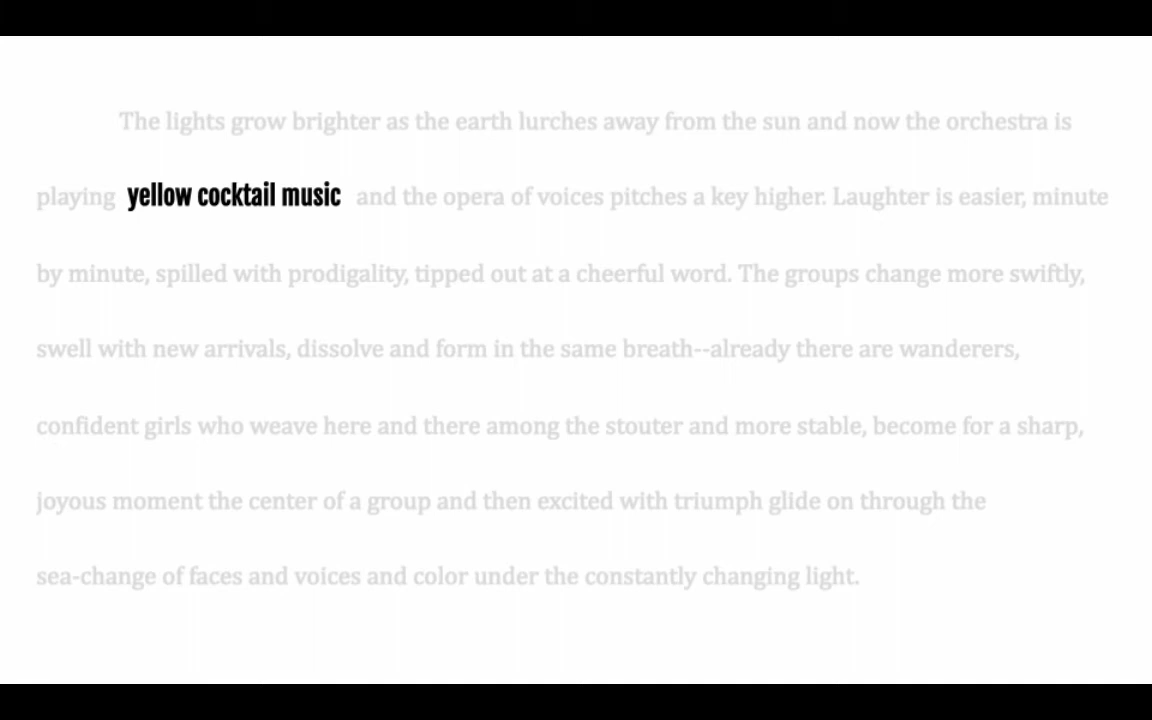 The lights grow brighter as the earth lurches away from the sun and now the orchestra is
playing yellow cocktail music and the opera of voices pitches a key higher. Laughter is easier, minute
by minute, spilled with prodigality, tipped out at a cheerful word. The groups change more swiftly,
swell with new arrivals, dissolve and form in the same breath--already there are wanderers,
confident girls who weave here and there among the stouter and more stable, become for a sharp,
joyous moment the center of a group and then excited with triumph glide on through the
sea-change of faces and voices and color under the constantly changing light.